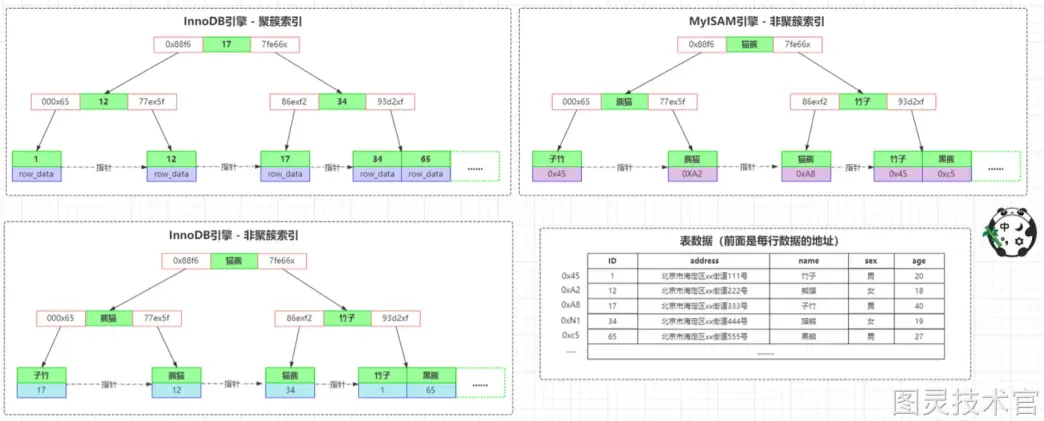 InnoDB引擎 - 聚簇索引
0x88f6 17 7fe66x
000x65 12 77ex5f 86exf2 34 93d2xf
1 12 17 34 65
指针 指针 指针 ......
row_data row_data row_data row_data row_data
MyISAM引擎 - 非聚簇索引
0x88f6 猫熊 7fe66x
000x65 熊猫 77ex5f 86exf2 竹子 93d2xf
子竹 熊猫 猫熊 竹子 黑熊
指针 指针 指针 ......
0x45 0XA2 0xA8 0x45 0xc5
InnoDB引擎 - 非聚簇索引
0x88f6 猫熊 7fe66x
000x65 熊猫 77ex5f 86exf2 竹子 93d2xf
子竹 熊猫 猫熊 竹子 黑熊
指针 指针 指针 ......
17 12 34 1 65
表数据（前面是每行数据的地址）
ID address name sex age
0x45 1 北京市海定区xx街道111号 竹子 男 20
0xA2 12 北京市海定区xx街道222号 熊猫 女 18
0xA8 17 北京市海定区xx街道333号 子竹 男 40
0xN1 34 北京市海定区xx街道444号 猫熊 女 19
0xc5 65 北京市海定区xx街道555号 黑熊 男 27
.... ........
中
图灵技术官